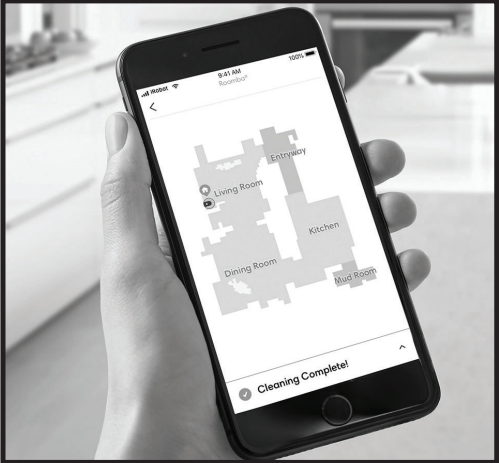 iRobot 9:41 AM 100%
Roomba®
Entryway
Living Room
Kitchen
Dining Room
Mud Room
Cleaning Complete!